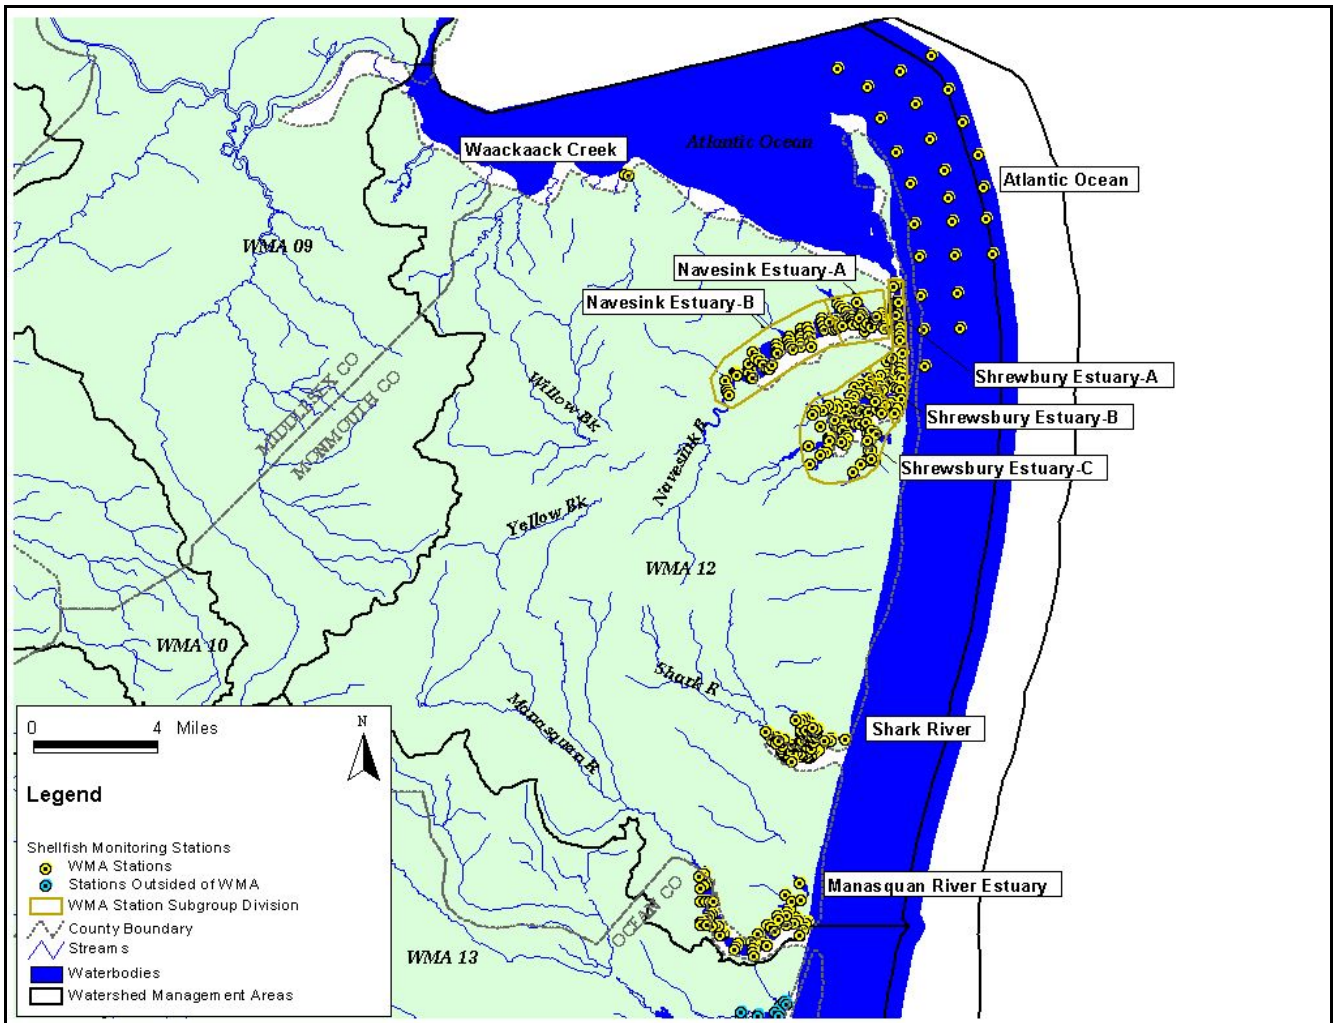 Waackaack Creek
Atlantic Ocean
Atlantic Ocean
WMA 09
Navesink Estuary-A
Navesink Estuary-B
Shrewbury Estuary-A
MIDDLESEX CO
MONMOUTH CO
Willow Bk
Navesink R
Shrewsbury Estuary-B
Shrewsbury Estuary-C
Yellow Bk
WMA 12
WMA 10
Shark R
Manasquan R
Shark River
Manasquan River Estuary
OCEAN CO
WMA 13
0 4 Miles
N
Legend
Shellfish Monitoring Stations
WMA Stations
Stations Outsided of WMA
WMA Station Subgroup Division
County Boundary
Streams
Waterbodies
Watershed Management Areas